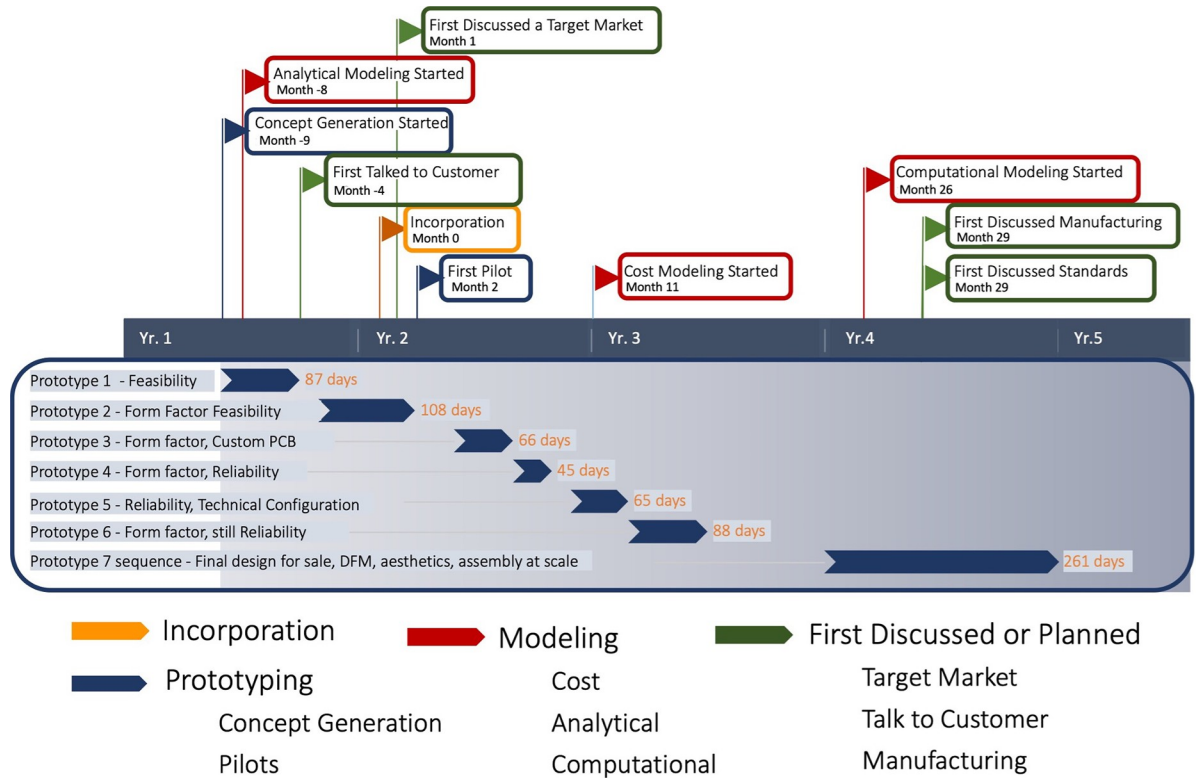 First Discussed a Target Market
Month 1
Analytical Modeling Started
Month -8
Concept Generation Started
Month -9
First Talked to Customer
Month -4
Computational Modeling Started
Month 26
Incorporation
Month 0
First Discussed Manufacturing
Month 29
First Pilot
Month 2
Cost Modeling Started
Month 11
First Discussed Standards
Month 29
Yr. 1
Yr. 2
Yr. 3
Yr.4
Yr.5
Prototype 1 - Feasibility
87 days
Prototype 2 - Form Factor Feasibility
108 days
Prototype 3 - Form factor, Custom PCB
66 days
Prototype 4 - Form factor, Reliability
45 days
Prototype 5 - Reliability, Technical Configuration
65 days
Prototype 6 - Form factor, still Reliability
88 days
Prototype 7 sequence - Final design for sale, DFM, aesthetics, assembly at scale
261 days
Incorporation
Prototyping
Concept Generation
Pilots
Modeling
Cost
Analytical
Computational
First Discussed or Planned
Target Market
Talk to Customer
Manufacturing